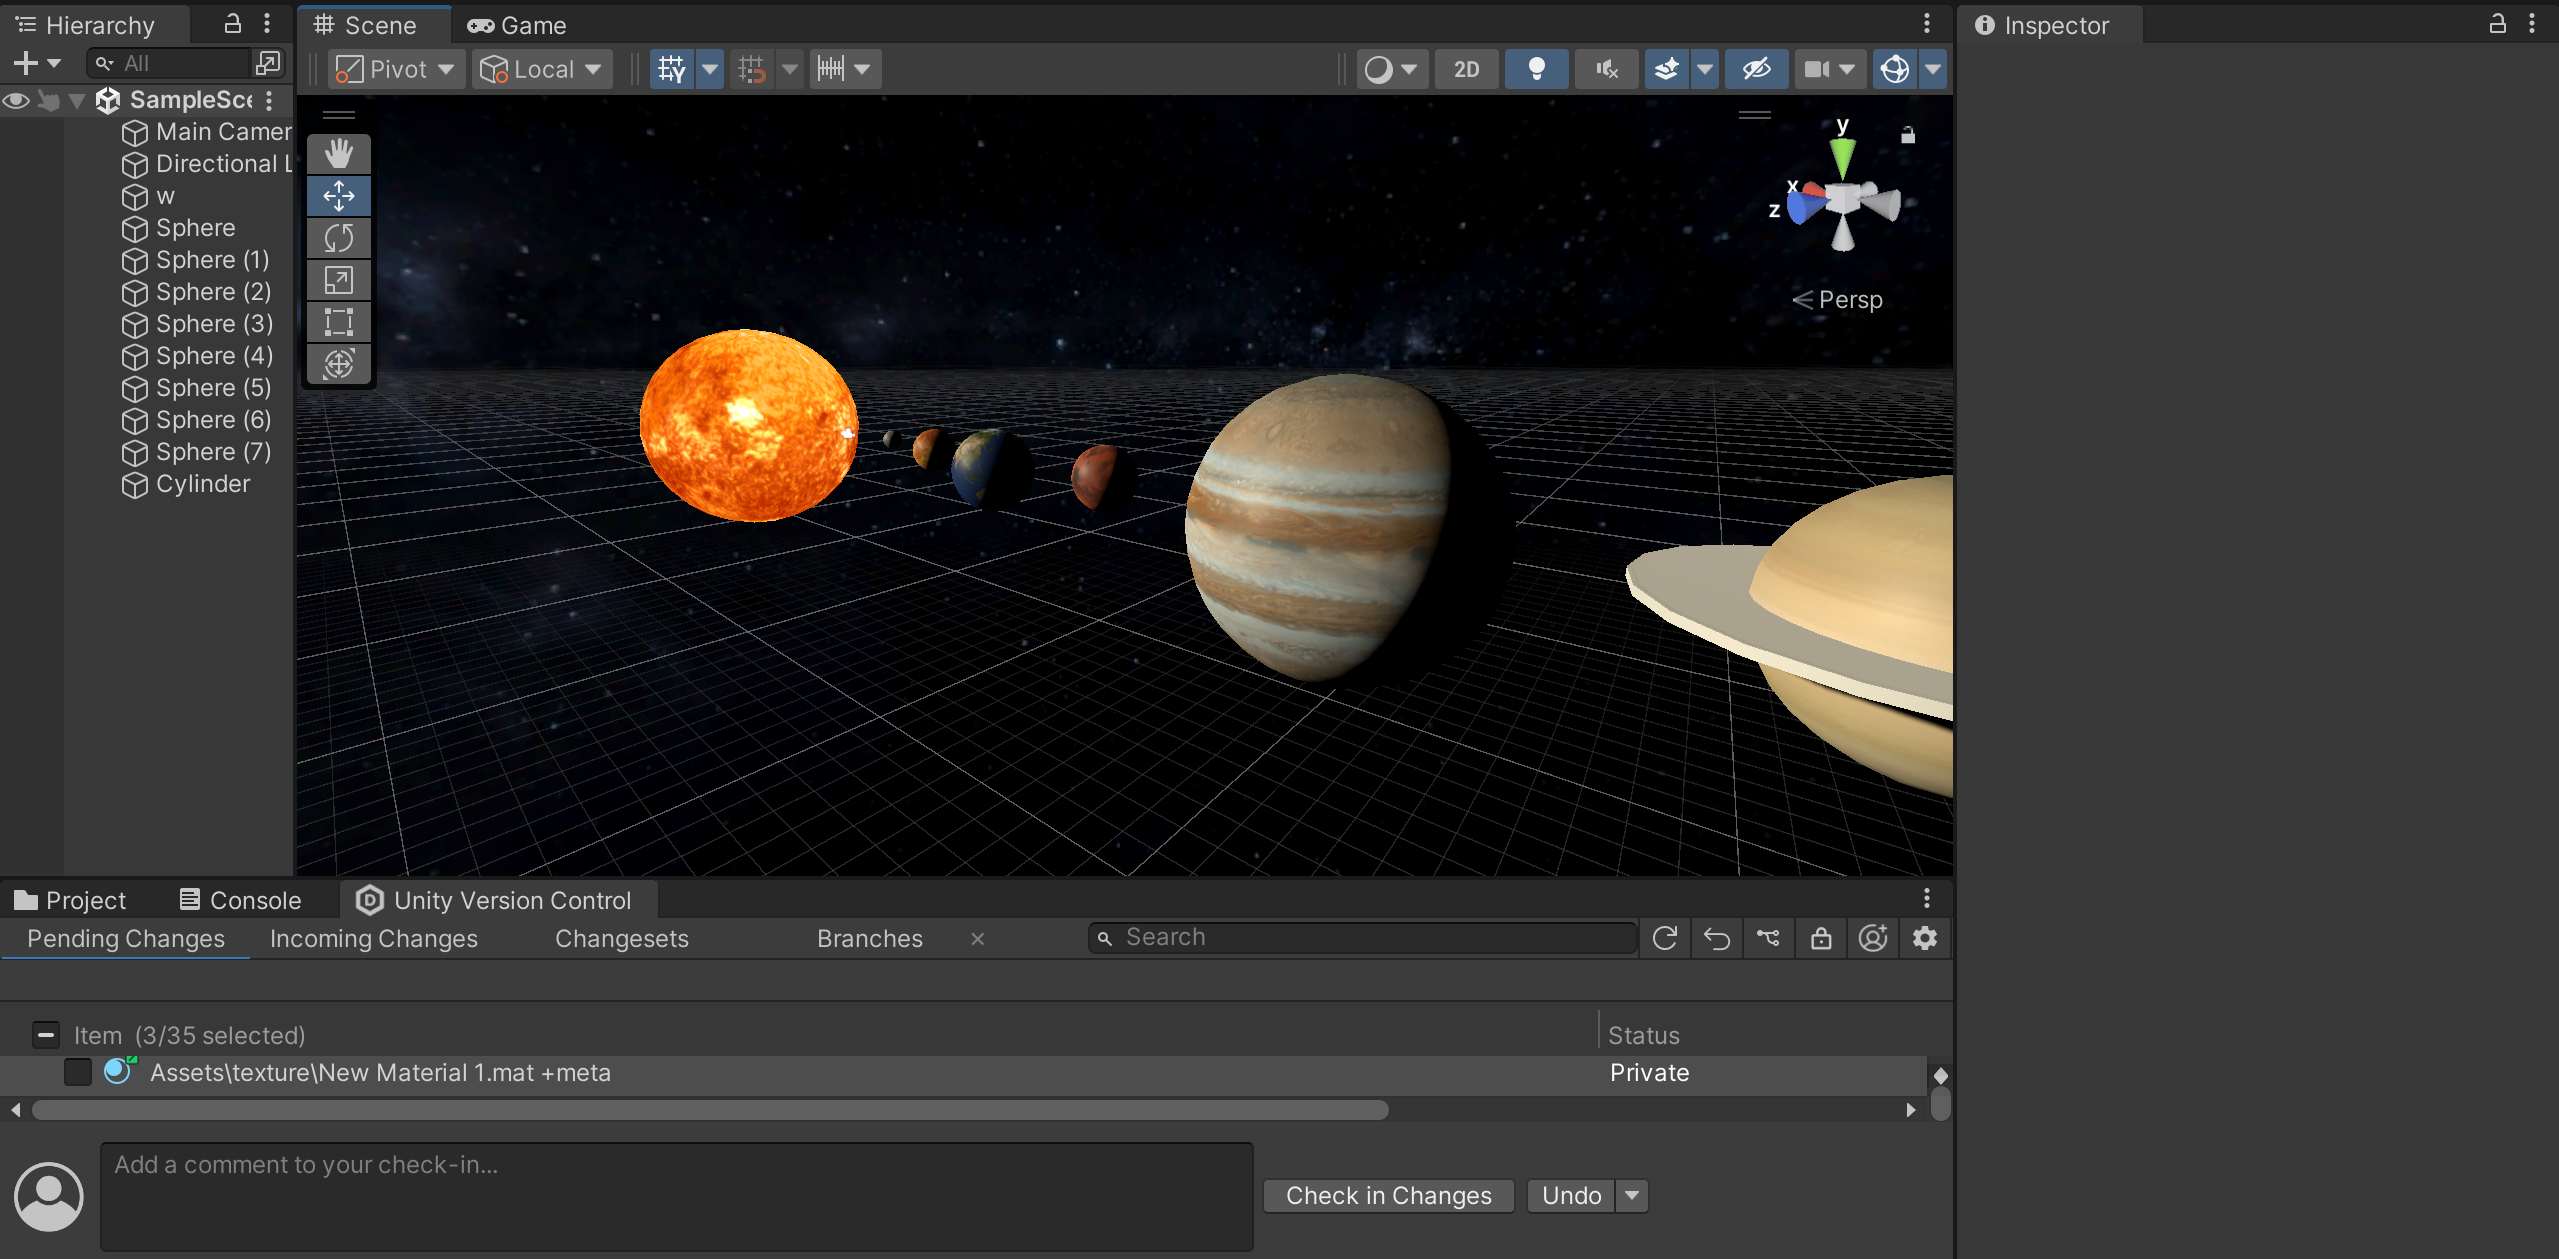 Hierarchy
All
SampleSce
Main Camer
Directional L
w
Sphere
Sphere (1)
Sphere (2)
Sphere (3)
Sphere (4)
Sphere (5)
Sphere (6)
Sphere (7)
Cylinder
Scene Game
Pivot Local 2D
y
x
z
Persp
Inspector
Project Console Unity Version Control
Pending Changes Incoming Changes Changesets Branches × Search
Item (3/35 selected) Status
Assets\texture\New Material 1.mat +meta Private
Add a comment to your check-in...
Check in Changes Undo